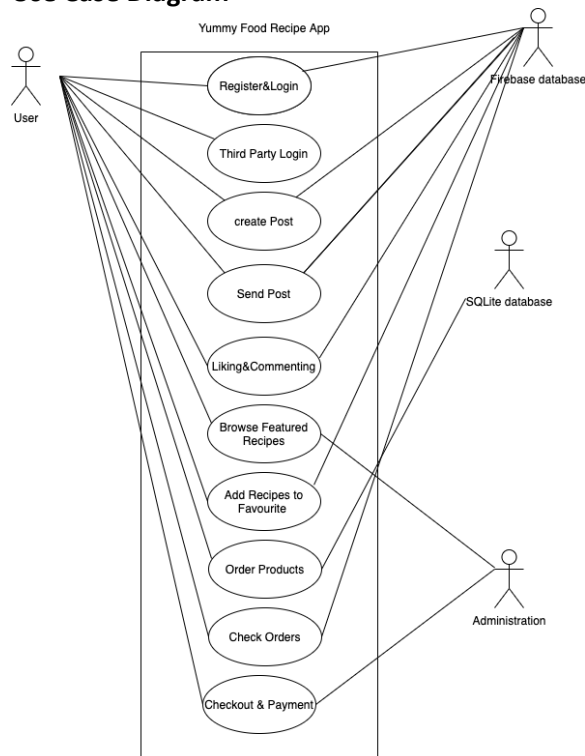 Use Case Diagram
Yummy Food Recipe App
User
Firebase database
Register&Login
Third Party Login
create Post
Send Post
SQLite database
Liking&Commenting
Browse Featured
Recipes
Add Recipes to
Favourite
Order Products
Administration
Check Orders
Checkout & Payment